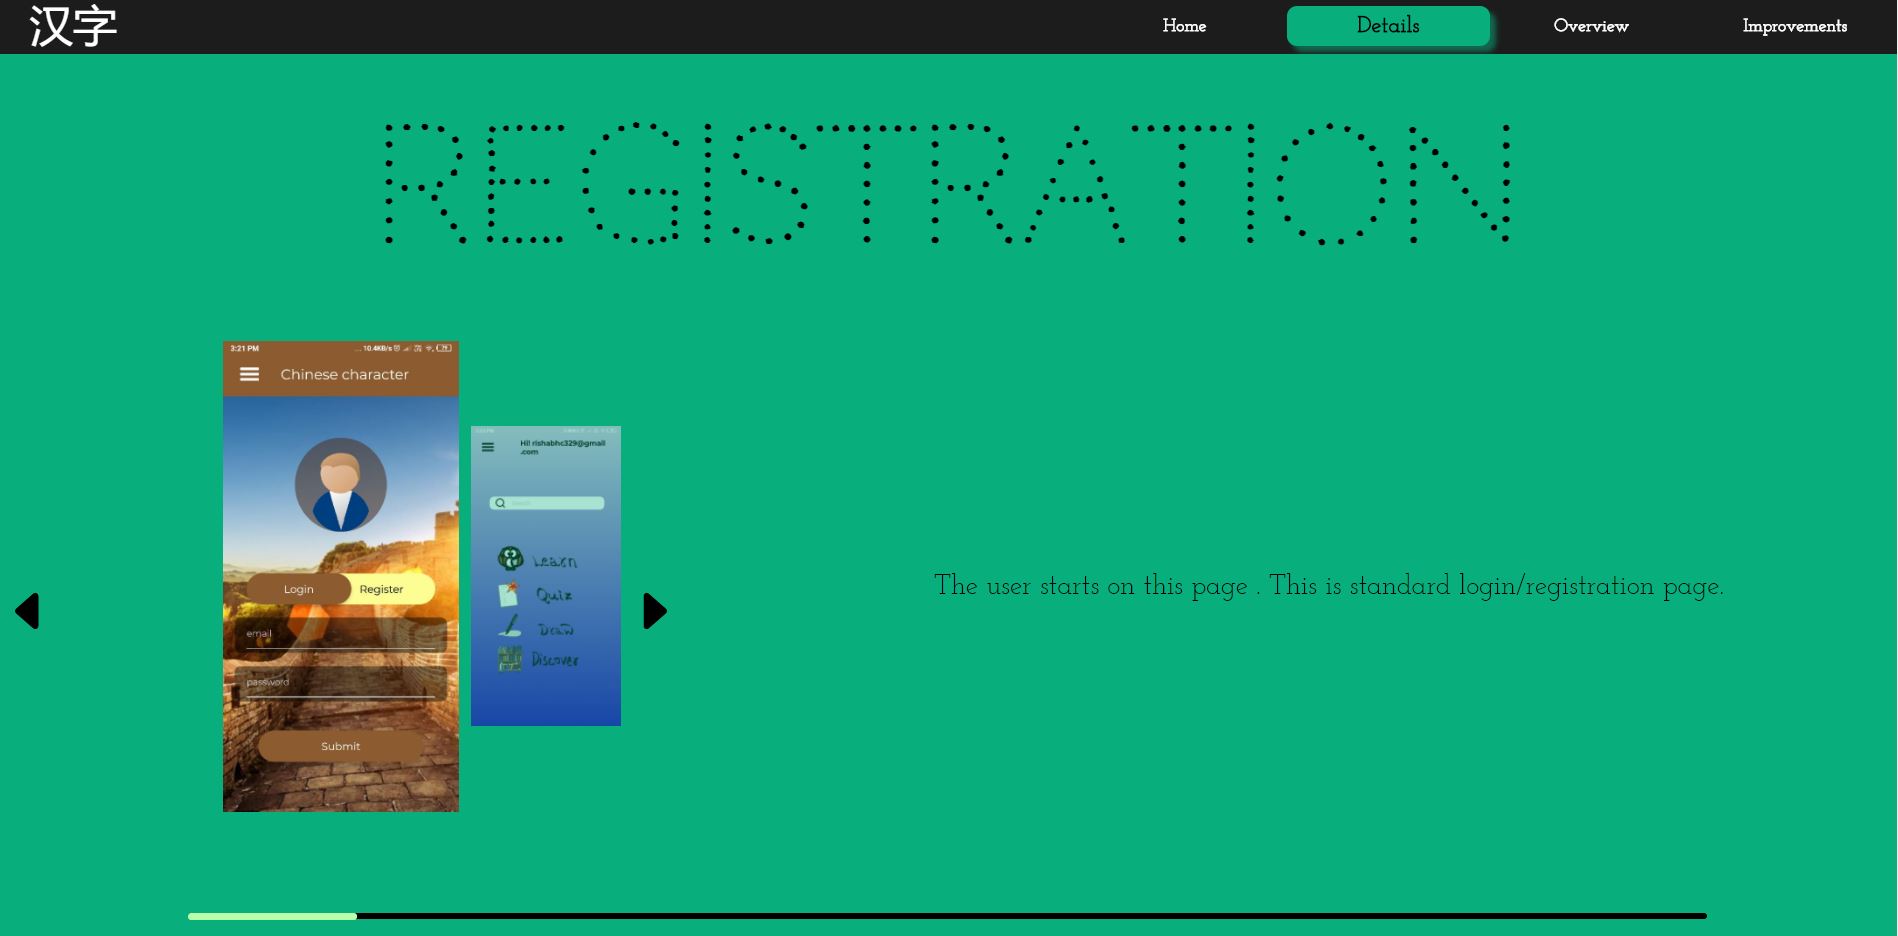 汉字
Home
Details
Overview
Improvements
REGISTRATION
3:21 PM
... 10.4KB/s
Chinese character
Login
Register
email
password
Submit
Hi! rishabhc329@gmail
.com
Learn
Quiz
Draw
Discover
The user starts on this page . This is standard login/registration page.